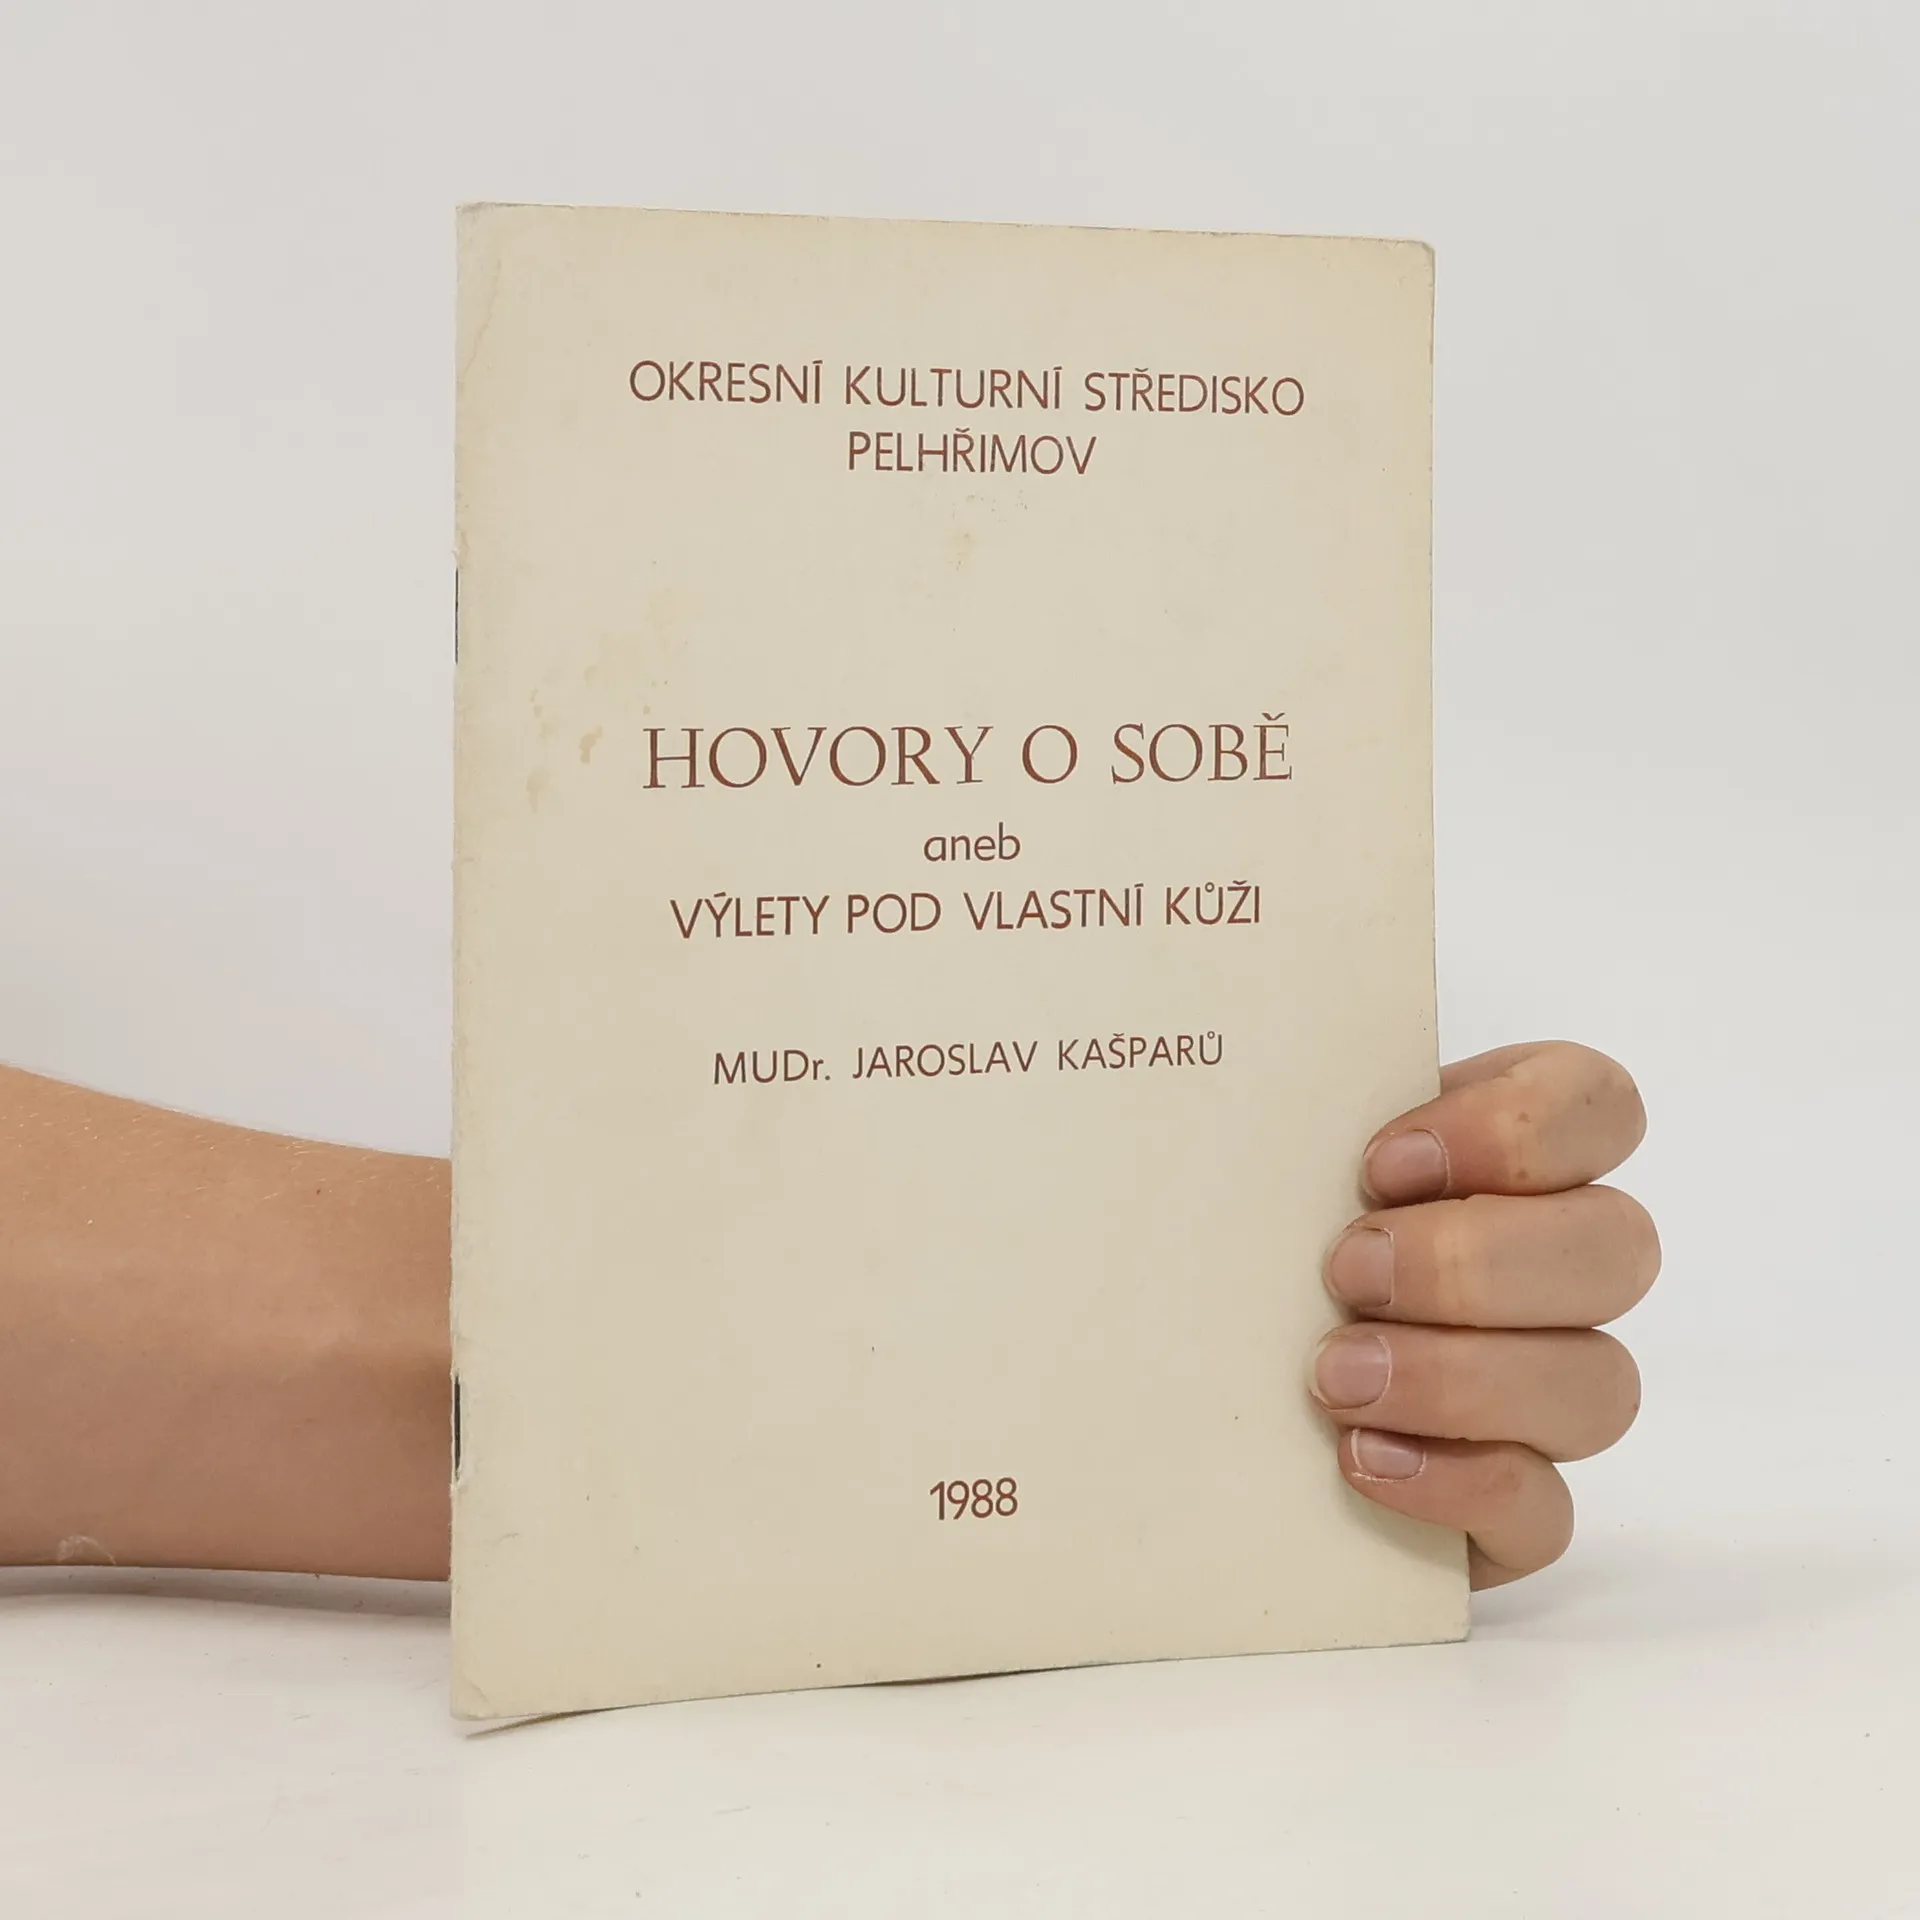 OKRESNÍ KULTURNÍ STŘEDISKO
PELHŘIMOV
HOVORY O SOBĚ
aneb
VÝLETY POD VLASTNÍ KŮŽI
MUDr. JAROSLAV KAŠPARŮ
1988